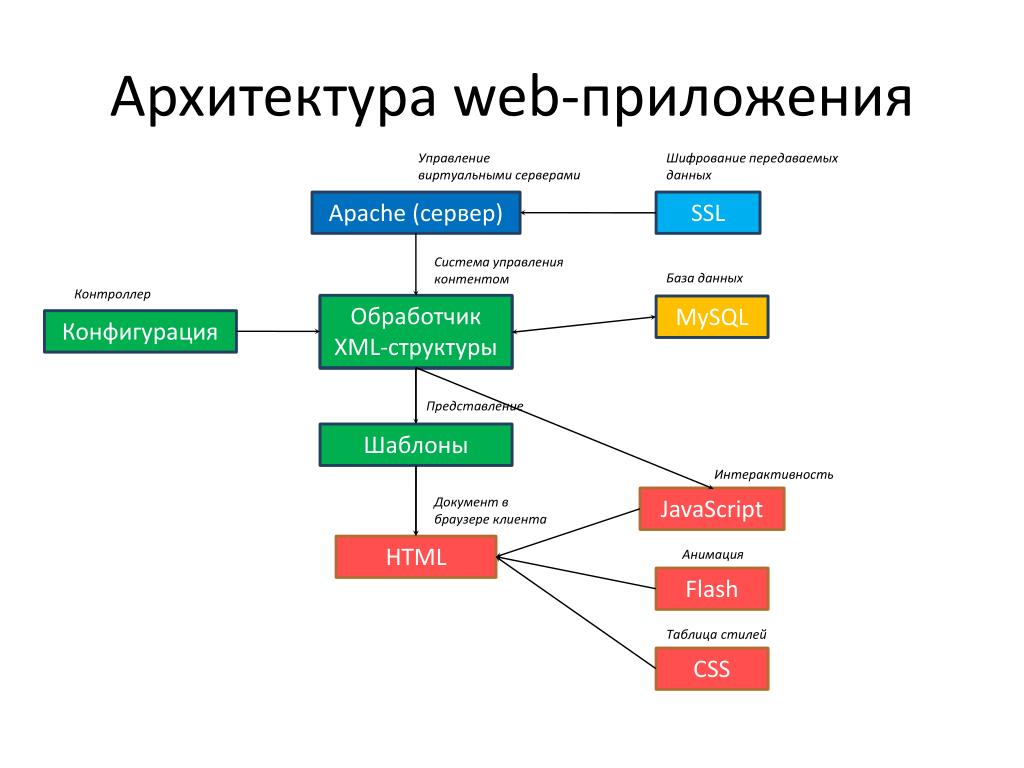 Архитектура web-приложения
Управление
виртуальными серверами
Шифрование передаваемых
данных
Apache (сервер)
SSL
Система управления
контентом
База данных
Контроллер
Конфигурация
Обработчик
XML-структуры
MySQL
Представление
Шаблоны
Интерактивность
JavaScript
Документ в
браузере клиента
HTML
Анимация
Flash
Таблица стилей
CSS